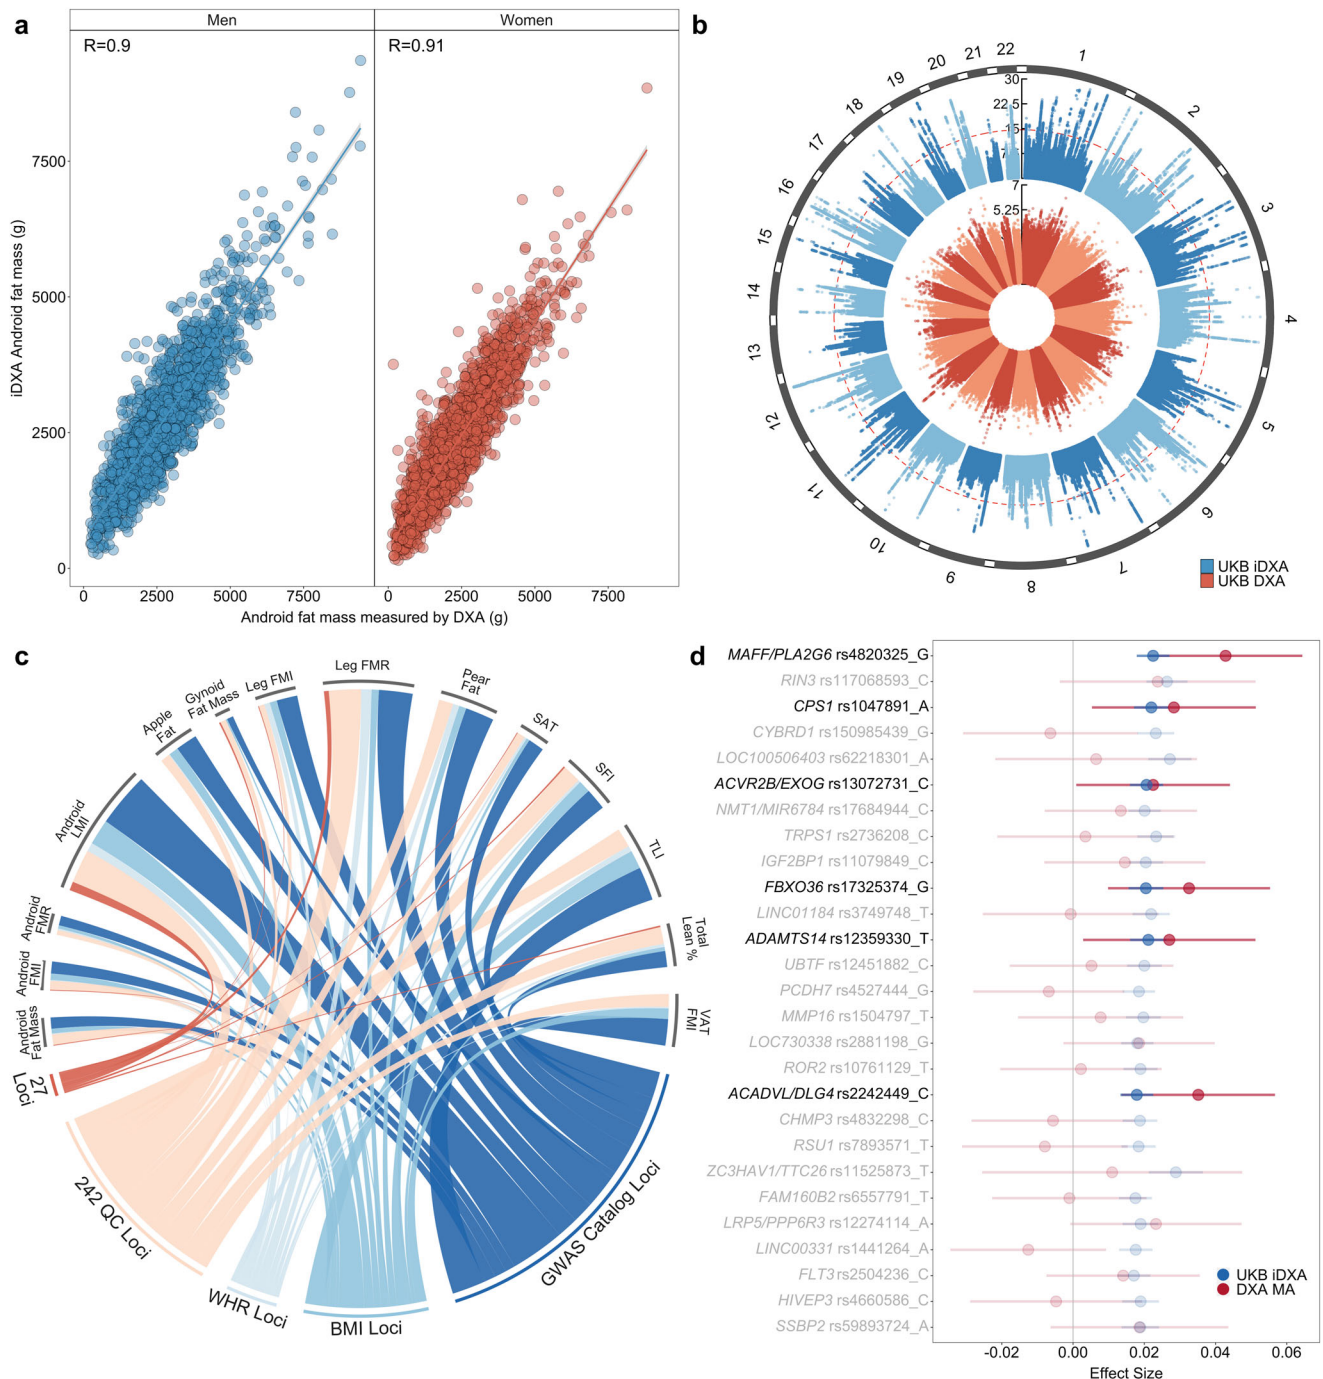 a
Men
Women
R=0.9
R=0.91
iDXA Android fat mass (g)
7500
5000
2500
0
0
2500
5000
7500
0
2500
5000
7500
Android fat mass measured by DXA (g)
b
1
2
3
4
5
6
7
8
9
10
11
12
13
14
15
16
17
18
19
20
21
22
30
22.5
15
7
5.25
UKB iDXA
UKB DXA
c
Android
Fat Mass
Android
FMI
Android
FMR
Android
LMI
Apple
Fat
Gynoid
Fat Mass
Leg FMI
Leg FMR
Pear
Fat
SAT
SFI
TLI
Total
Lean %
VAT
FMI
GWAS Catalog Loci
BMI Loci
WHR Loci
242 QC Loci
27
Loci
d
MAFF/PLA2G6 rs4820325_G
RIN3 rs117068593_C
CPS1 rs1047891_A
CYBRD1 rs150985439_G
LOC100506403 rs62218301_A
ACVR2B/EXOG rs13072731_C
NMT1/MIR6784 rs17684944_C
TRPS1 rs2736208_C
IGF2BP1 rs11079849_C
FBXO36 rs17325374_G
LINC01184 rs3749748_T
ADAMTS14 rs12359330_T
UBTF rs12451882_C
PCDH7 rs4527444_G
MMP16 rs1504797_T
LOC730338 rs2881198_G
ROR2 rs10761129_T
ACADVL/DLG4 rs2242449_C
CHMP3 rs4832298_C
RSU1 rs7893571_T
ZC3HAV1/TTC26 rs11525873_T
FAM160B2 rs6557791_T
LRP5/PPP6R3 rs12274114_A
LINC00331 rs1441264_A
FLT3 rs2504236_C
HIVEP3 rs4660586_C
SSBP2 rs59893724_A
UKB iDXA
DXA MA
-0.02
0.00
0.02
0.04
0.06
Effect Size